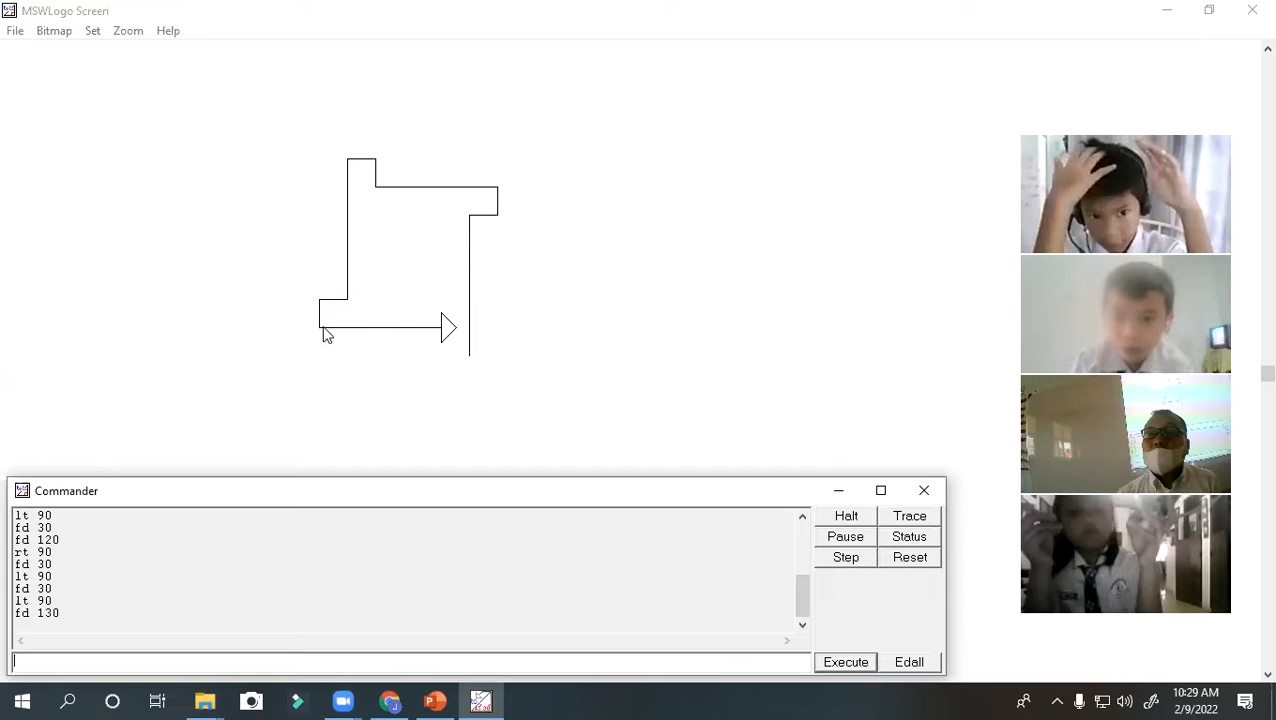 MSWLogo Screen
File Bitmap Set Zoom Help
Commander
lt 90
fd 30
fd 120
rt 90
fd 30
lt 90
fd 30
lt 90
fd 130
Halt Trace
Pause Status
Step Reset
Execute Edall
10:29 AM
2/9/2022